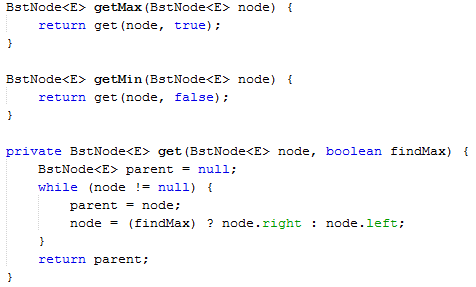 BstNode<E> getMax(BstNode<E> node) {
    return get(node, true);
}

BstNode<E> getMin(BstNode<E> node) {
    return get(node, false);
}

private BstNode<E> get(BstNode<E> node, boolean findMax) {
    BstNode<E> parent = null;
    while (node != null) {
        parent = node;
        node = (findMax) ? node.right : node.left;
    }
    return parent;
}